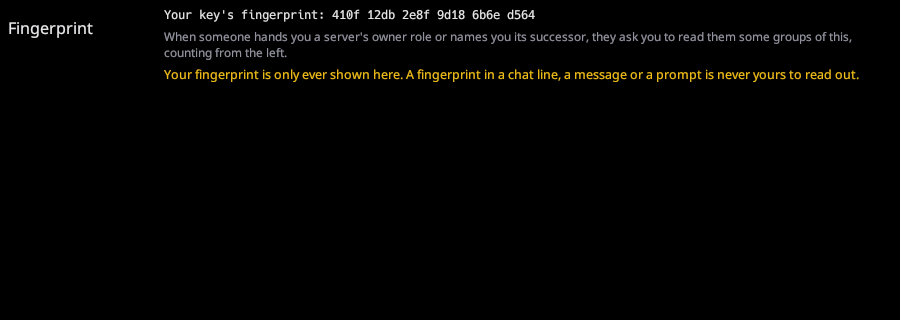 Fingerprint
Your key's fingerprint: 410f 12db 2e8f 9d18 6b6e d564
When someone hands you a server's owner role or names you its successor, they ask you to read them some groups of this,
counting from the left.
Your fingerprint is only ever shown here. A fingerprint in a chat line, a message or a prompt is never yours to read out.